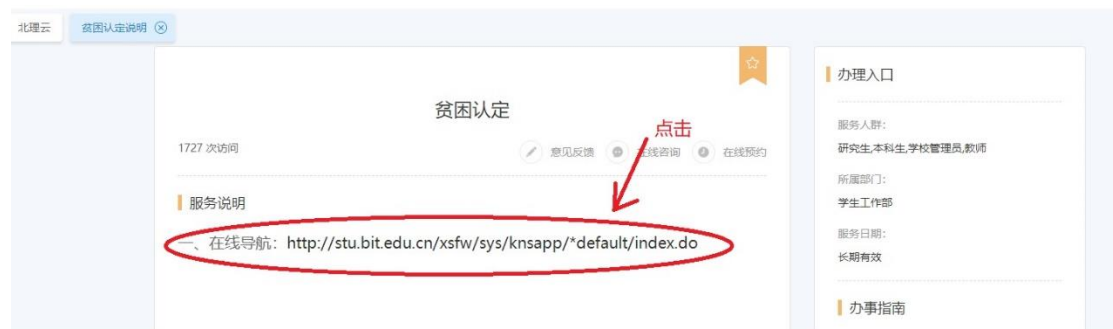 北理云 贫困认定说明
贫困认定
点击
1727 次访问 意见反馈 在线咨询 在线预约
服务说明
一、在线导航：http://stu.bit.edu.cn/xsfw/sys/knsapp/*default/index.do
办理入口
服务人群：
研究生,本科生,学校管理员,教师
所属部门：
学生工作部
服务日期：
长期有效
办事指南